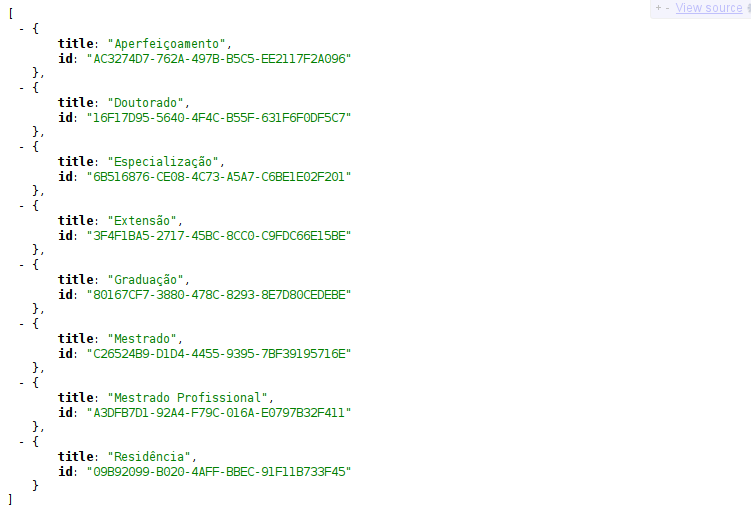 + - View source
[
- {
title: "Aperfeiçoamento",
id: "AC3274D7-762A-497B-B5C5-EE2117F2A096"
},
- {
title: "Doutorado",
id: "16F17D95-5640-4F4C-B55F-631F6F0DF5C7"
},
- {
title: "Especialização",
id: "6B516876-CE08-4C73-A5A7-C6BE1E02F201"
},
- {
title: "Extensão",
id: "3F4F1BA5-2717-45BC-8CC0-C9FDC66E15BE"
},
- {
title: "Graduação",
id: "80167CF7-3880-478C-8293-8E7D80CEDEBE"
},
- {
title: "Mestrado",
id: "C26524B9-D1D4-4455-9395-7BF39195716E"
},
- {
title: "Mestrado Profissional",
id: "A3DFB7D1-92A4-F79C-016A-E0797B32F411"
},
- {
title: "Residência",
id: "09B92099-B020-4AFF-BBEC-91F11B733F45"
}
]